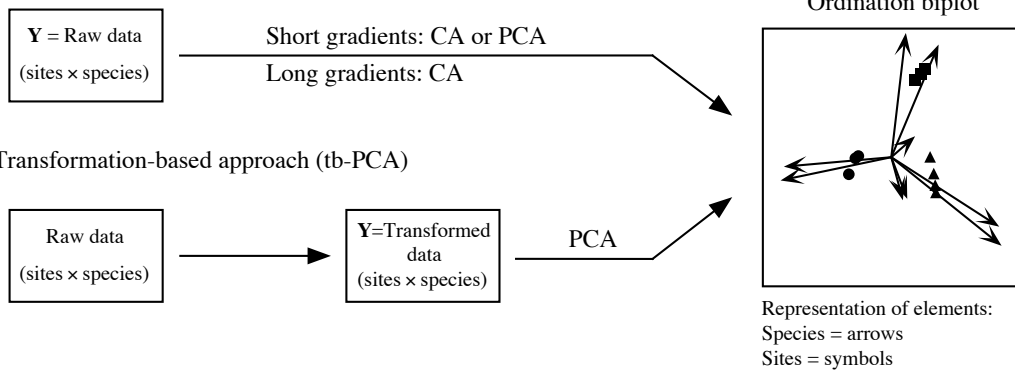 Ordination biplot
Y = Raw data
(sites × species)
Short gradients: CA or PCA
Long gradients: CA
Transformation-based approach (tb-PCA)
Raw data
(sites × species)
Y=Transformed
data
(sites × species)
PCA
Representation of elements:
Species = arrows
Sites = symbols